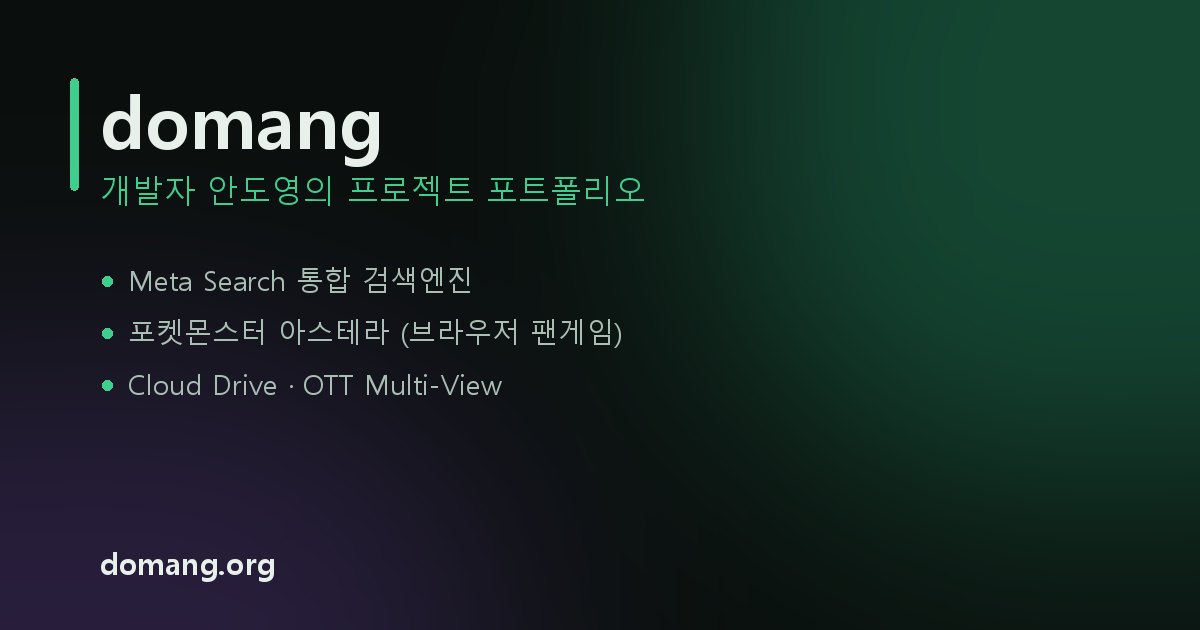 domang
개발자 안도영의 프로젝트 포트폴리오
Meta Search 통합 검색엔진
포켓몬스터 아스테라 (브라우저 팬게임)
Cloud Drive · OTT Multi-View
domang.org